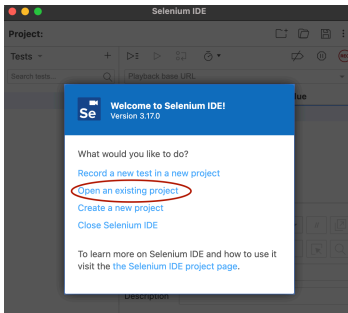 Selenium IDE
Project:
Tests
Search tests...
Playback base URL
lue
Se
Welcome to Selenium IDE!
Version 3.17.0
What would you like to do?
Record a new test in a new project
Open an existing project
Create a new project
Close Selenium IDE
To learn more on Selenium IDE and how to use it
visit the the Selenium IDE project page.
Description